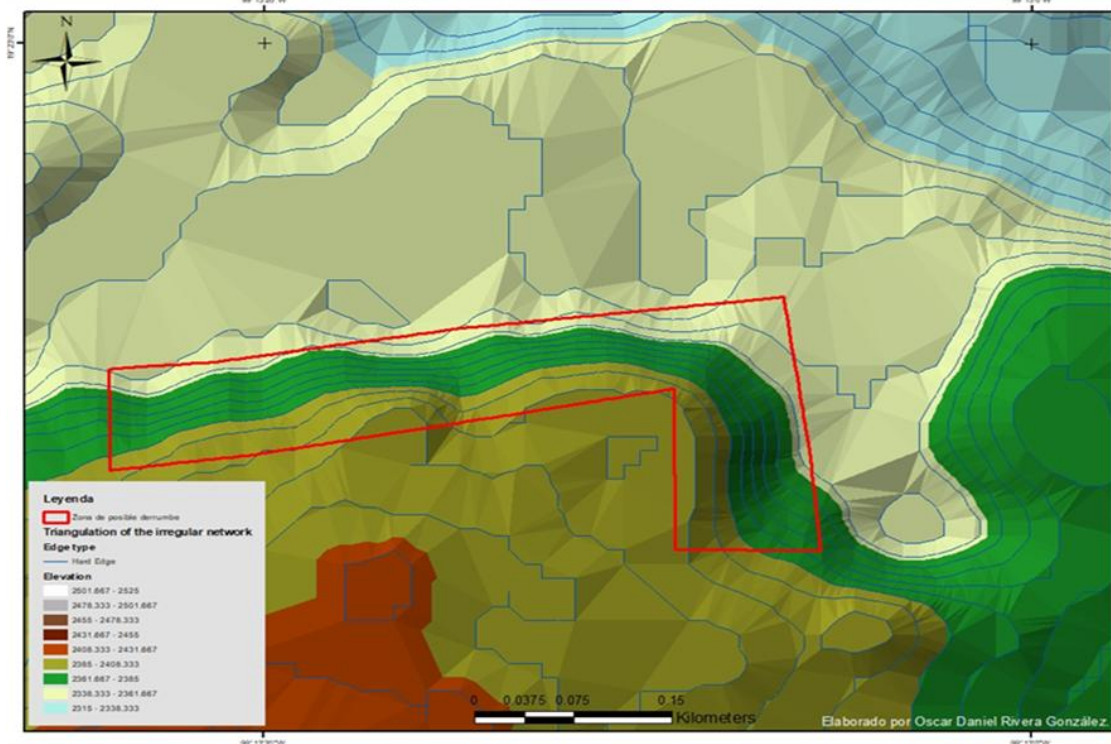 N
Leyenda
Zona de posible derrumbe
Triangulation of the irregular network
Edge type
Hard Edge
Elevation
2501.667 - 2525
2478.333 - 2501.667
2455 - 2478.333
2431.667 - 2455
2408.333 - 2431.667
2385 - 2408.333
2361.667 - 2385
2338.333 - 2361.667
2315 - 2338.333
0 0.0375 0.075 0.15
Kilometers
Elaborado por Oscar Daniel Rivera González.